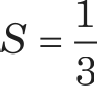 S = 1/3